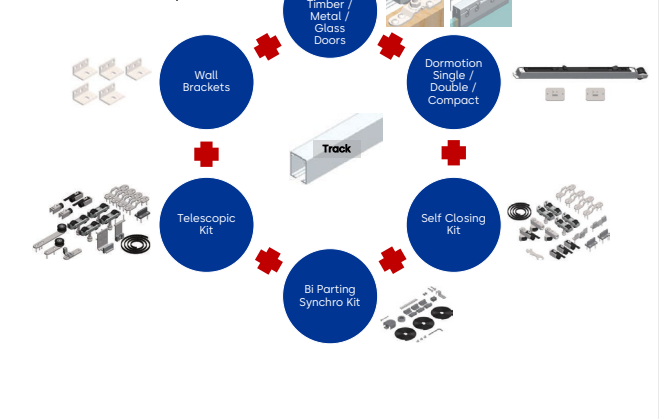 Timber /
Metal /
Glass
Doors
Wall
Brackets
Dormotion
Single /
Double /
Compact
Track
Telescopic
Kit
Self Closing
Kit
Bi Parting
Synchro Kit